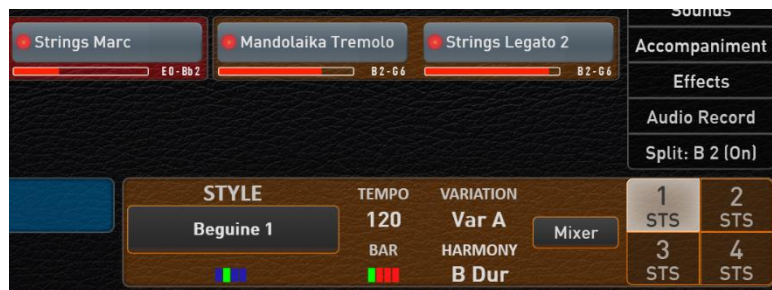 Sounds
Strings Marc
Mandolaika Tremolo
Strings Legato 2
E0-Bb2
B2-G6
B2-G6
Accompaniment
Effects
Audio Record
Split: B 2 (On)
STYLE
Beguine 1
TEMPO
120
BAR
VARIATION
Var A
HARMONY
B Dur
Mixer
1
STS
2
STS
3
STS
4
STS